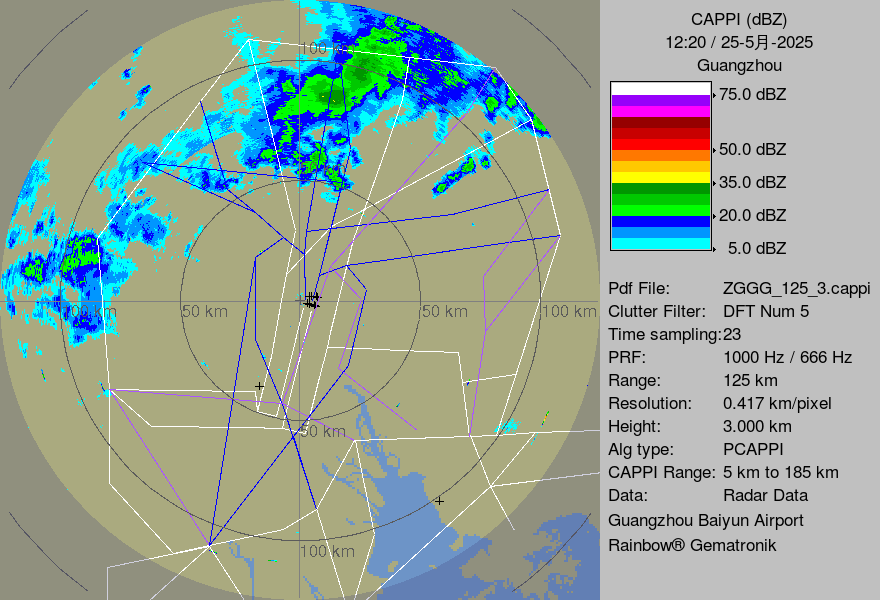 CAPPI (dBZ)
12:20 / 25-5月-2025
Guangzhou
75.0 dBZ
50.0 dBZ
35.0 dBZ
20.0 dBZ
5.0 dBZ
Pdf File: ZGGG_125_3.cappi
Clutter Filter: DFT Num 5
Time sampling:23
PRF: 1000 Hz / 666 Hz
Range: 125 km
Resolution: 0.417 km/pixel
Height: 3.000 km
Alg type: PCAPPI
CAPPI Range: 5 km to 185 km
Data: Radar Data
Guangzhou Baiyun Airport
Rainbow® Gematronik
100 km
100 km
50 km
50 km
100 km
50 km
100 km